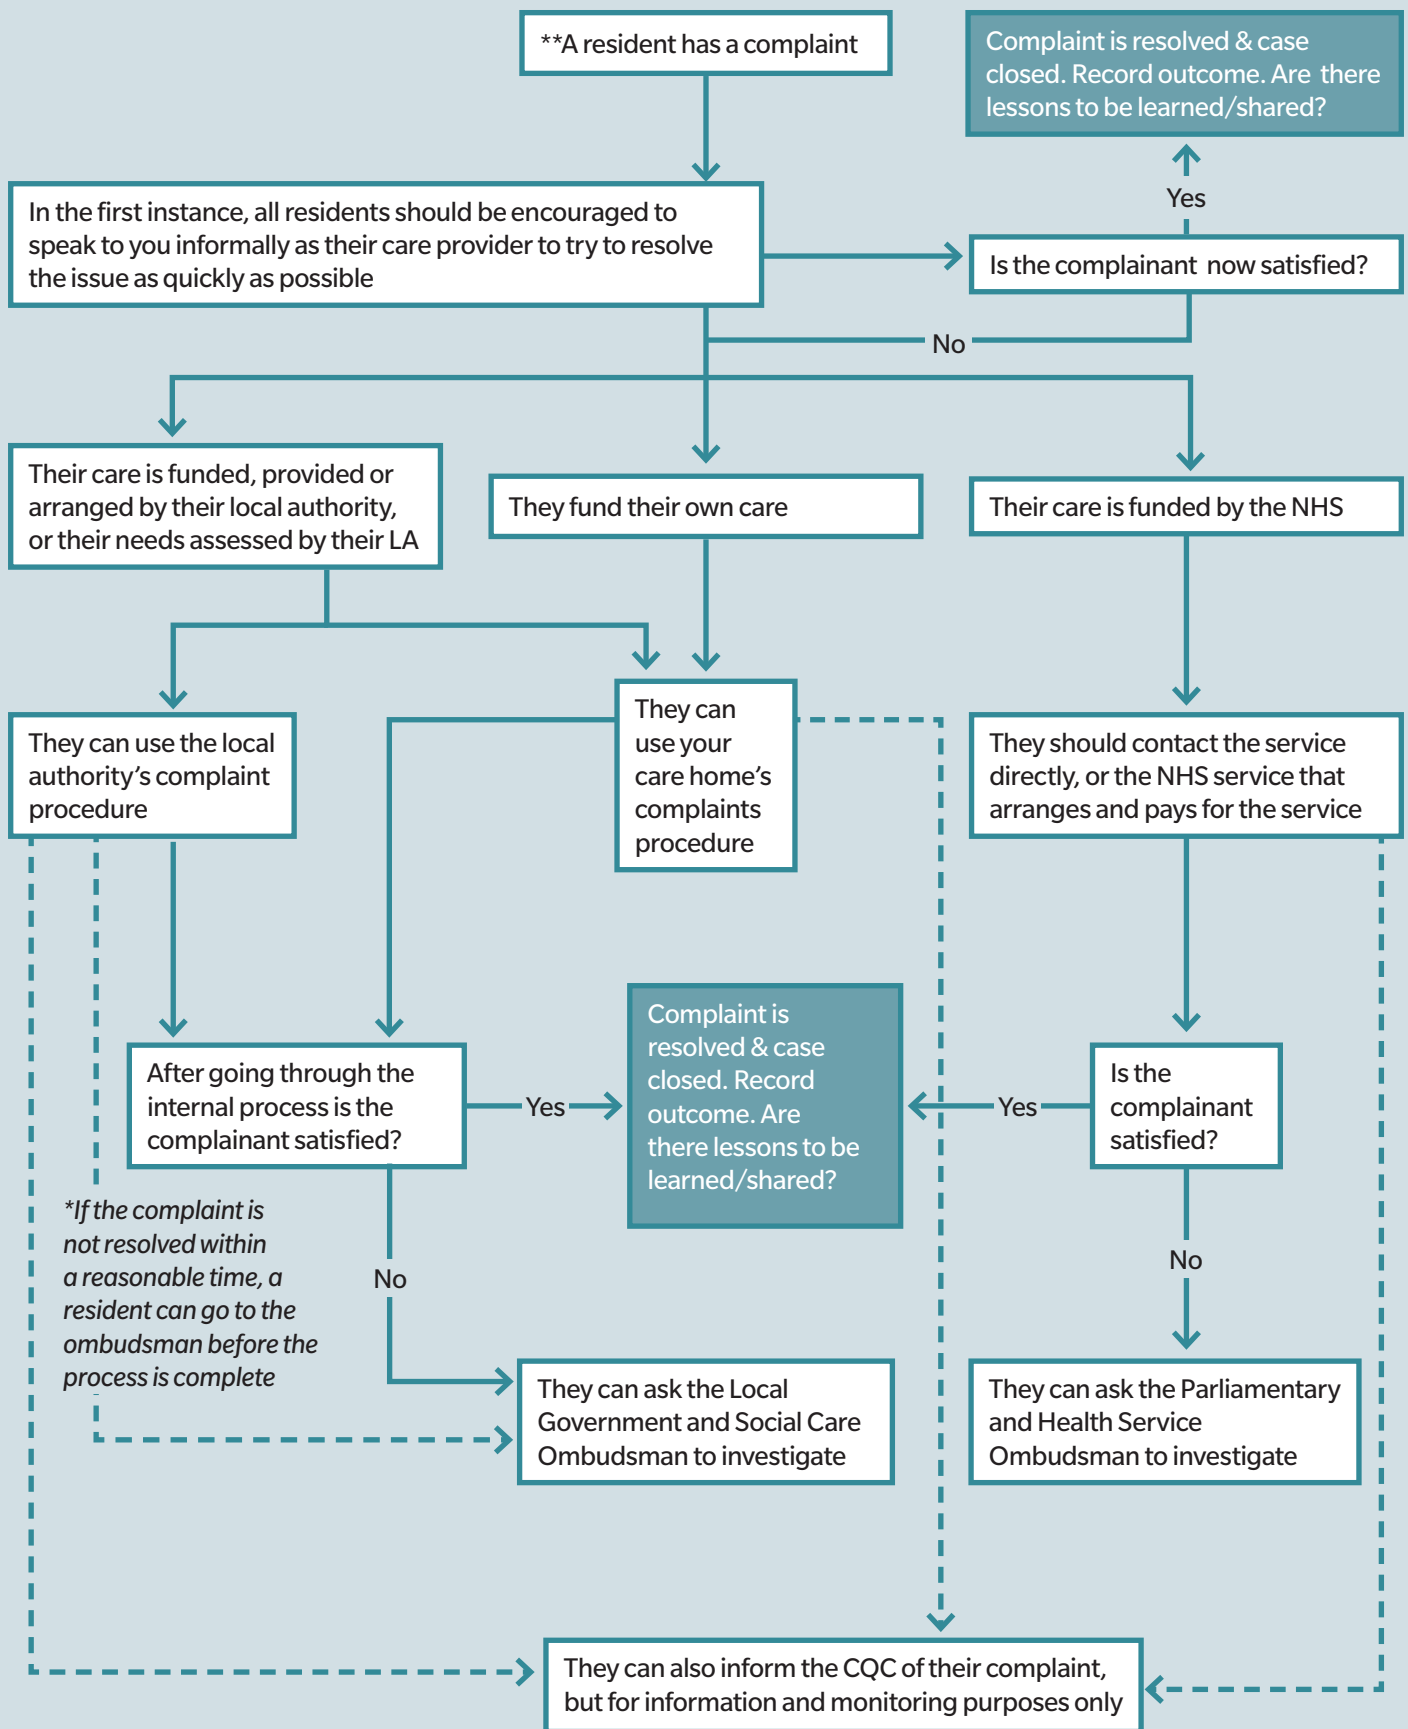 **A resident has a complaint
Complaint is resolved & case
closed. Record outcome. Are there
lessons to be learned/shared?
Yes
In the first instance, all residents should be encouraged to
speak to you informally as their care provider to try to resolve
the issue as quickly as possible
Is the complainant now satisfied?
No
Their care is funded, provided or
arranged by their local authority,
or their needs assessed by their LA
They fund their own care
Their care is funded by the NHS
They can use the local
authority’s complaint
procedure
They can
use your
care home’s
complaints
procedure
They should contact the service
directly, or the NHS service that
arranges and pays for the service
After going through the
internal process is the
complainant satisfied?
Yes
Complaint is
resolved & case
closed. Record
outcome. Are
there lessons to be
learned/shared?
Yes
Is the
complainant
satisfied?
*If the complaint is
not resolved within
a reasonable time, a
resident can go to the
ombudsman before the
process is complete
No
No
They can ask the Local
Government and Social Care
Ombudsman to investigate
They can ask the Parliamentary
and Health Service
Ombudsman to investigate
They can also inform the CQC of their complaint,
but for information and monitoring purposes only